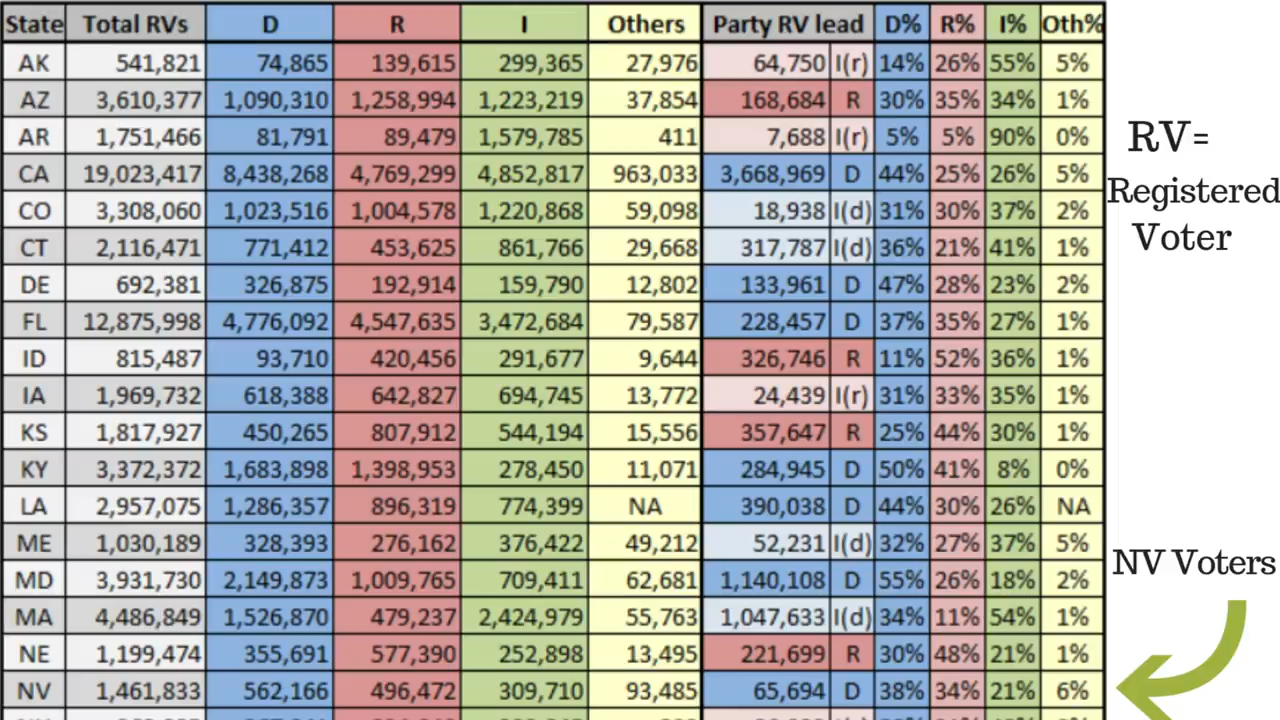 State Total RVs D R I Others Party RV lead D% R% I% Oth%
AK 541,821 74,865 139,615 299,365 27,976 64,750 I(r) 14% 26% 55% 5%
AZ 3,610,377 1,090,310 1,258,994 1,223,219 37,854 168,684 R 30% 35% 34% 1%
AR 1,751,466 81,791 89,479 1,579,785 411 7,688 I(r) 5% 5% 90% 0%
CA 19,023,417 8,438,268 4,769,299 4,852,817 963,033 3,668,969 D 44% 25% 26% 5%
CO 3,308,060 1,023,516 1,004,578 1,220,868 59,098 18,938 I(d) 31% 30% 37% 2%
CT 2,116,471 771,412 453,625 861,766 29,668 317,787 I(d) 36% 21% 41% 1%
DE 692,381 326,875 192,914 159,790 12,802 133,961 D 47% 28% 23% 2%
FL 12,875,998 4,776,092 4,547,635 3,472,684 79,587 228,457 D 37% 35% 27% 1%
ID 815,487 93,710 420,456 291,677 9,644 326,746 R 11% 52% 36% 1%
IA 1,969,732 618,388 642,827 694,745 13,772 24,439 I(r) 31% 33% 35% 1%
KS 1,817,927 450,265 807,912 544,194 15,556 357,647 R 25% 44% 30% 1%
KY 3,372,372 1,683,898 1,398,953 278,450 11,071 284,945 D 50% 41% 8% 0%
LA 2,957,075 1,286,357 896,319 774,399 NA 390,038 D 44% 30% 26% NA
ME 1,030,189 328,393 276,162 376,422 49,212 52,231 I(d) 32% 27% 37% 5%
MD 3,931,730 2,149,873 1,009,765 709,411 62,681 1,140,108 D 55% 26% 18% 2%
MA 4,486,849 1,526,870 479,237 2,424,979 55,763 1,047,633 I(d) 34% 11% 54% 1%
NE 1,199,474 355,691 577,390 252,898 13,495 221,699 R 30% 48% 21% 1%
NV 1,461,833 562,166 496,472 309,710 93,485 65,694 D 38% 34% 21% 6%
RV=
Registered
Voter
NV Voters